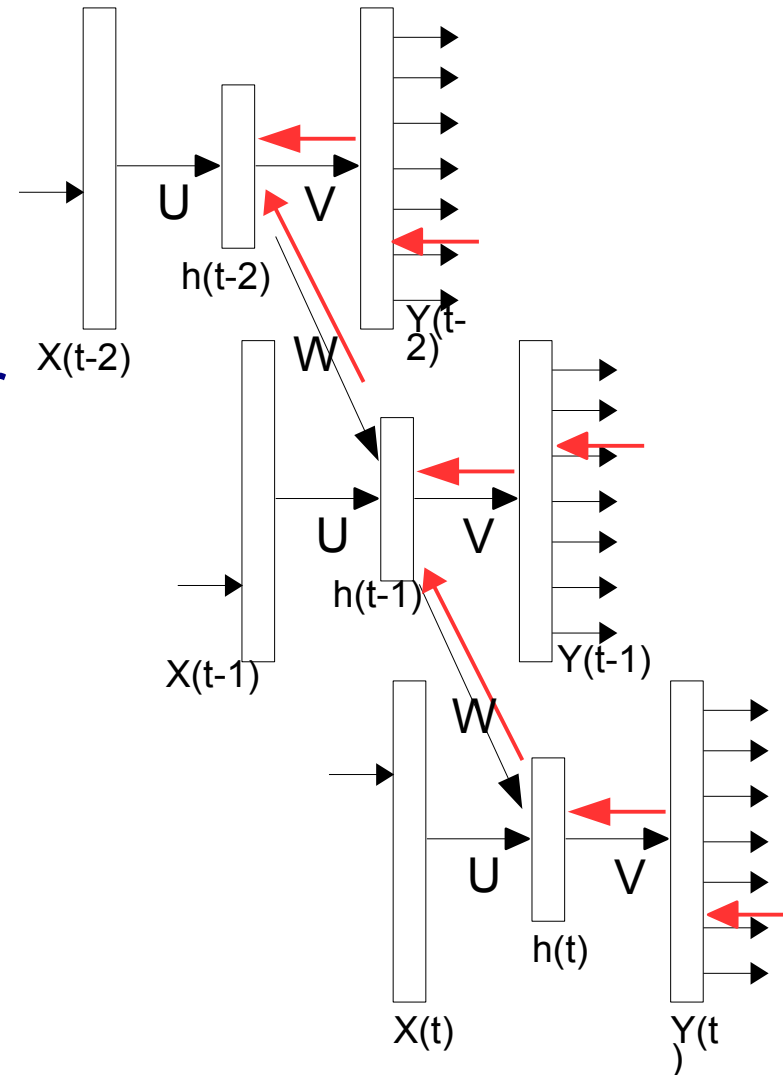 U
V
h(t-2)
Y(t-
2)
X(t-2)
W
U
V
h(t-1)
Y(t-1)
X(t-1)
W
U
V
h(t)
X(t)
Y(t
)